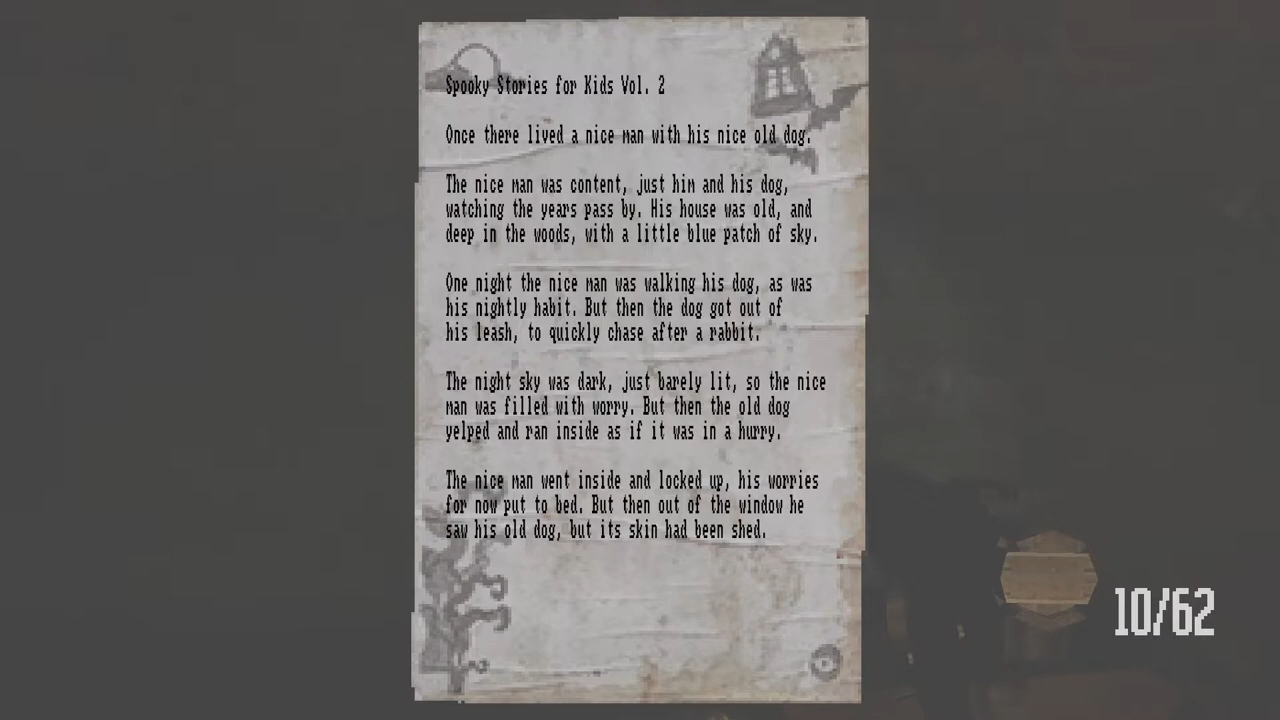 Spooky Stories for Kids Vol. 2
Once there lived a nice man with his nice old dog.
The nice man was content, just him and his dog,
watching the years pass by. His house was old, and
deep in the woods, with a little blue patch of sky.
One night the nice man was walking his dog, as was
his nightly habit. But then the dog got out of
his leash, to quickly chase after a rabbit.
The night sky was dark, just barely lit, so the nice
man was filled with worry. But then the old dog
yelped and ran inside as if it was in a hurry.
The nice man went inside and locked up, his worries
for now put to bed. But then out of the window he
saw his old dog, but its skin had been shed.
10/62